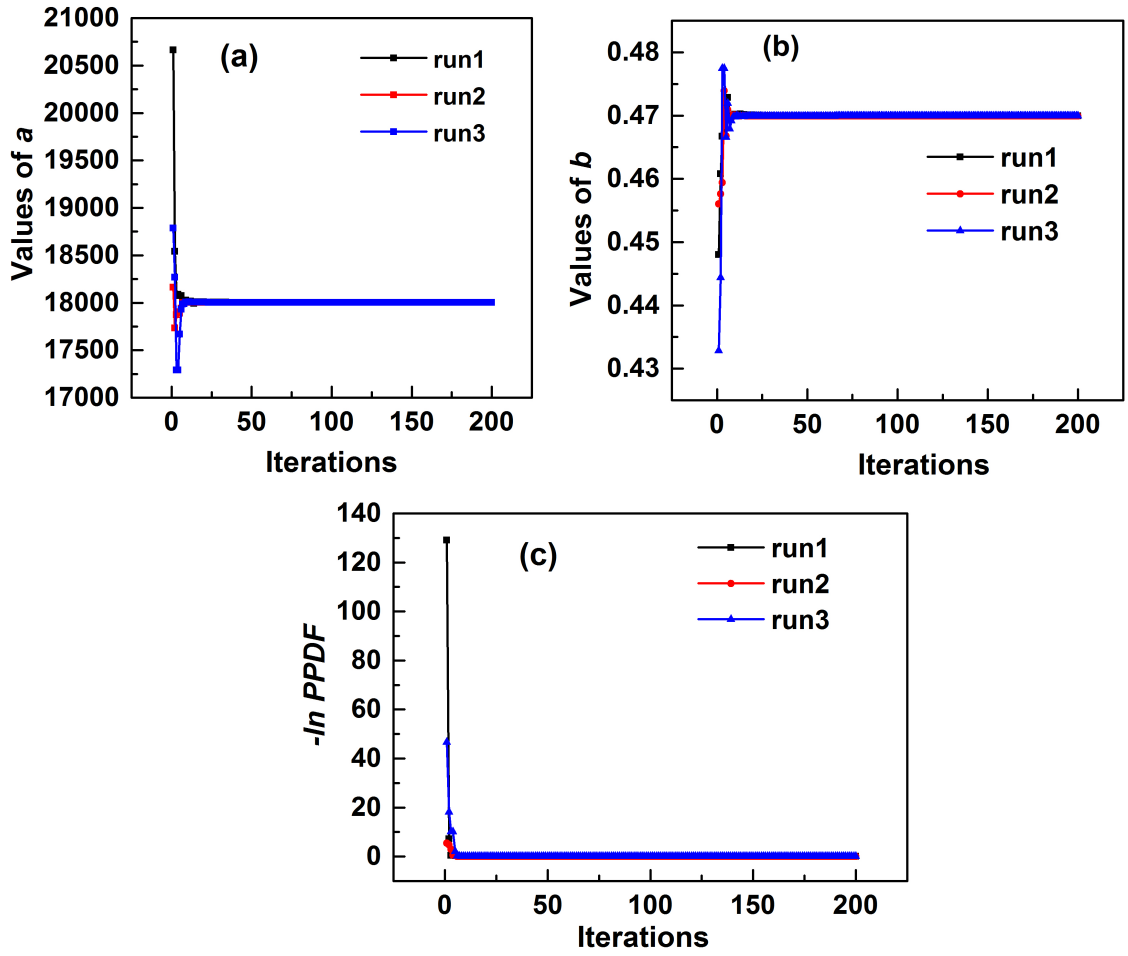 (a)
run1
run2
run3
Values of a
21000
20500
20000
19500
19000
18500
18000
17500
17000
0
50
100
150
200
Iterations
(b)
run1
run2
run3
Values of b
0.48
0.47
0.46
0.45
0.44
0.43
0
50
100
150
200
Iterations
(c)
run1
run2
run3
-ln PPDF
140
120
100
80
60
40
20
0
0
50
100
150
200
Iterations